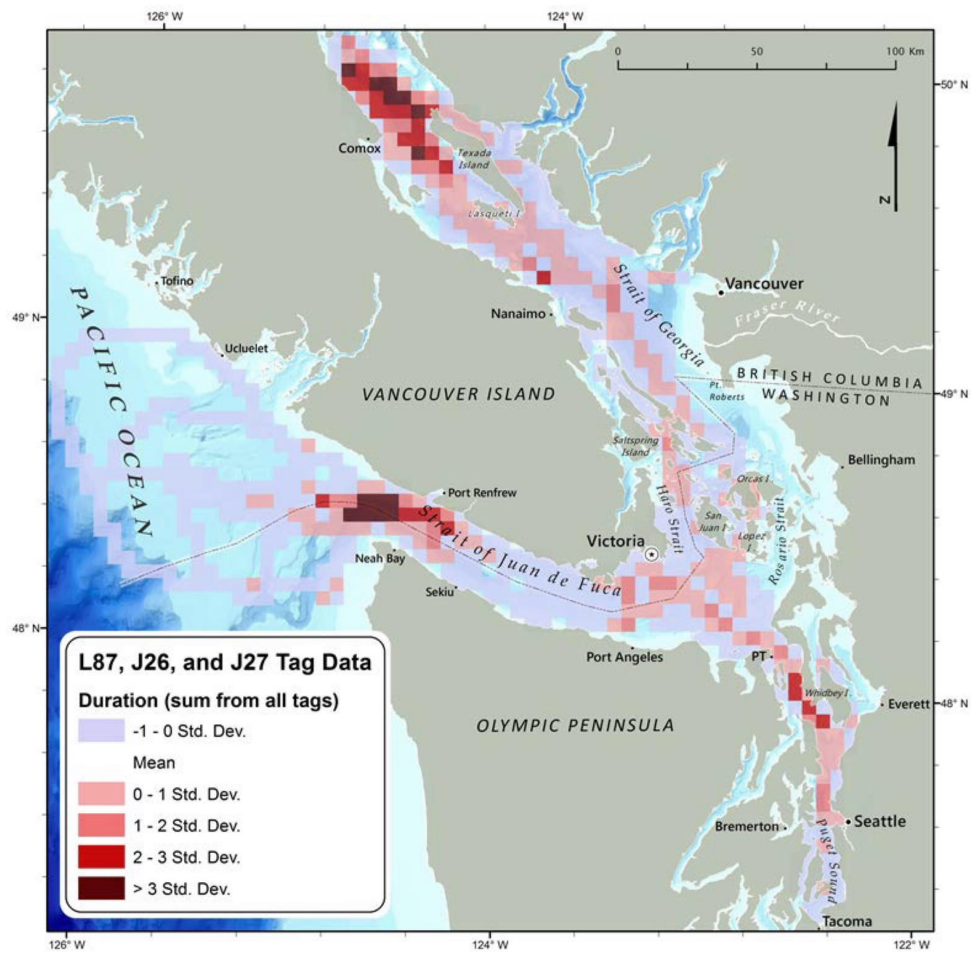 126° W
124° W
0 50 100 Km
50° N
N
Comox
Texada
Island
Lasqueti I
Tofino
Strait of Georgia
Vancouver
Fraser River
Nanaimo
49° N
Ucluelet
PACIFIC OCEAN
BRITISH COLUMBIA
WASHINGTON
49° N
Pt.
Roberts
VANCOUVER ISLAND
Saltspring
Island
Bellingham
Orcas I
Port Renfrew
Haro Strait
San
Juan I
Lopez
I
Rosario Strait
Victoria
Strait of Juan de Fuca
Neah Bay
Sekiu
48° N
Port Angeles
PT
Whidbey I
Everett
48° N
OLYMPIC PENINSULA
L87, J26, and J27 Tag Data
Duration (sum from all tags)
-1 - 0 Std. Dev.
Mean
0 - 1 Std. Dev.
1 - 2 Std. Dev.
2 - 3 Std. Dev.
> 3 Std. Dev.
Bremerton
Seattle
Puget Sound
Tacoma
126° W
124° W
122° W